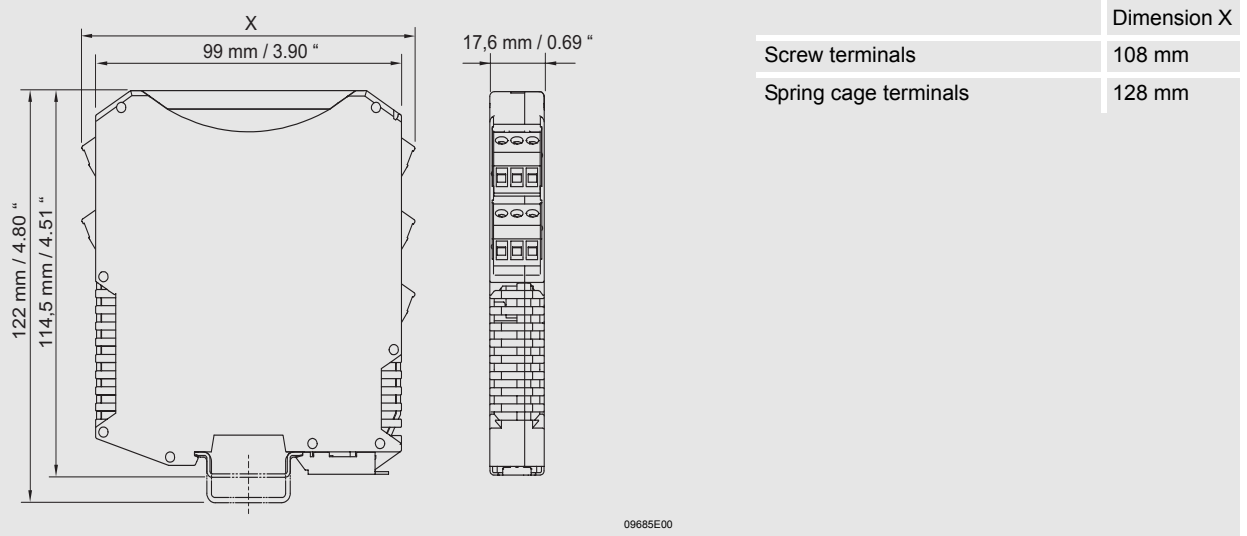 X
99 mm / 3.90 “
17,6 mm / 0.69 “
122 mm / 4.80 “
114,5 mm / 4.51 “
Dimension X
Screw terminals 108 mm
Spring cage terminals 128 mm
09685E00